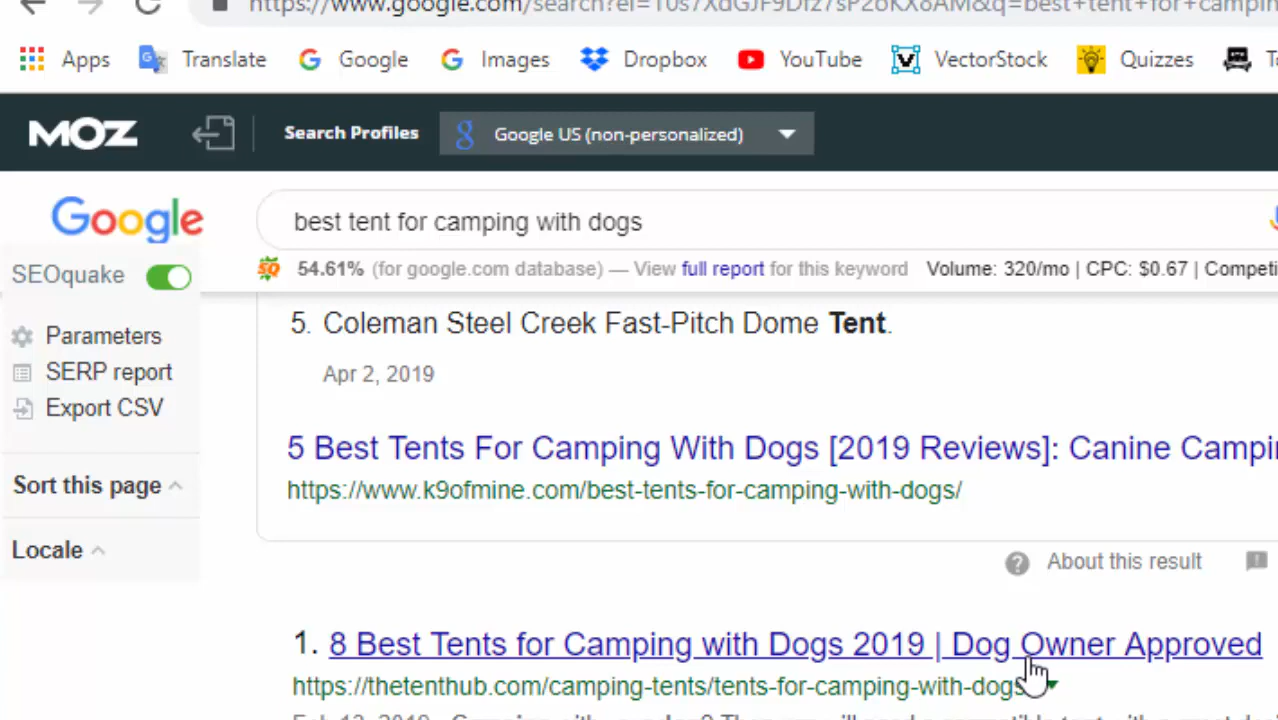 https://www.google.com/search?
Apps Translate Google Images Dropbox YouTube VectorStock Quizzes
MOZ Search Profiles Google US (non-personalized)
Google best tent for camping with dogs
SEOquake 54.61% (for google.com database) — View full report for this keyword Volume: 320/mo | CPC: $0.67 |
5. Coleman Steel Creek Fast-Pitch Dome Tent.
Parameters
SERP report Apr 2, 2019
Export CSV
5 Best Tents For Camping With Dogs [2019 Reviews]: Canine
Sort this page https://www.k9ofmine.com/best-tents-for-camping-with-dogs/
Locale
About this result
1. 8 Best Tents for Camping with Dogs 2019 | Dog Owner Approved
https://thetenthub.com/camping-tents/tents-for-camping-with-dogs